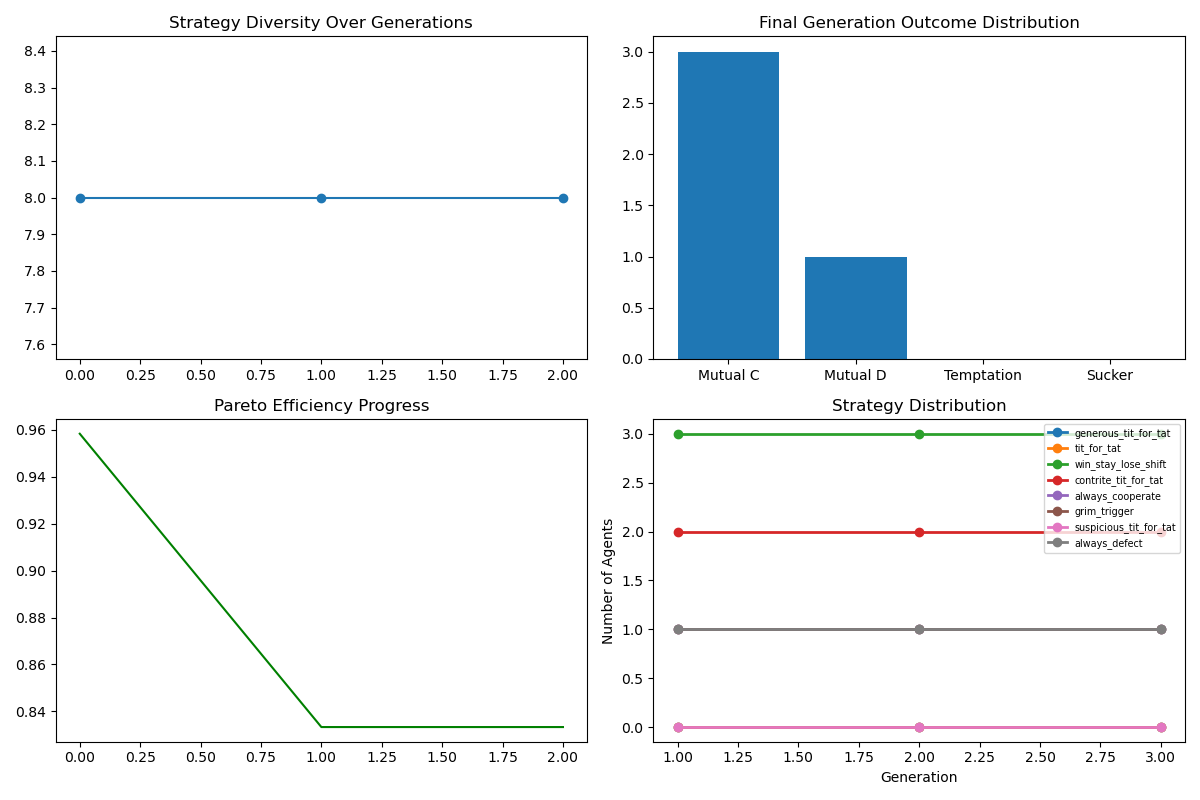 Strategy Diversity Over Generations
8.4
8.3
8.2
8.1
8.0
7.9
7.8
7.7
7.6
0.00 0.25 0.50 0.75 1.00 1.25 1.50 1.75 2.00
Final Generation Outcome Distribution
3.0
2.5
2.0
1.5
1.0
0.5
0.0
Mutual C Mutual D Temptation Sucker
Pareto Efficiency Progress
0.96
0.94
0.92
0.90
0.88
0.86
0.84
0.00 0.25 0.50 0.75 1.00 1.25 1.50 1.75 2.00
Strategy Distribution
Number of Agents
3.0
2.5
2.0
1.5
1.0
0.5
0.0
generous_tit_for_tat
tit_for_tat
win_stay_lose_shift
contrite_tit_for_tat
always_cooperate
grim_trigger
suspicious_tit_for_tat
always_defect
1.00 1.25 1.50 1.75 2.00 2.25 2.50 2.75 3.00
Generation